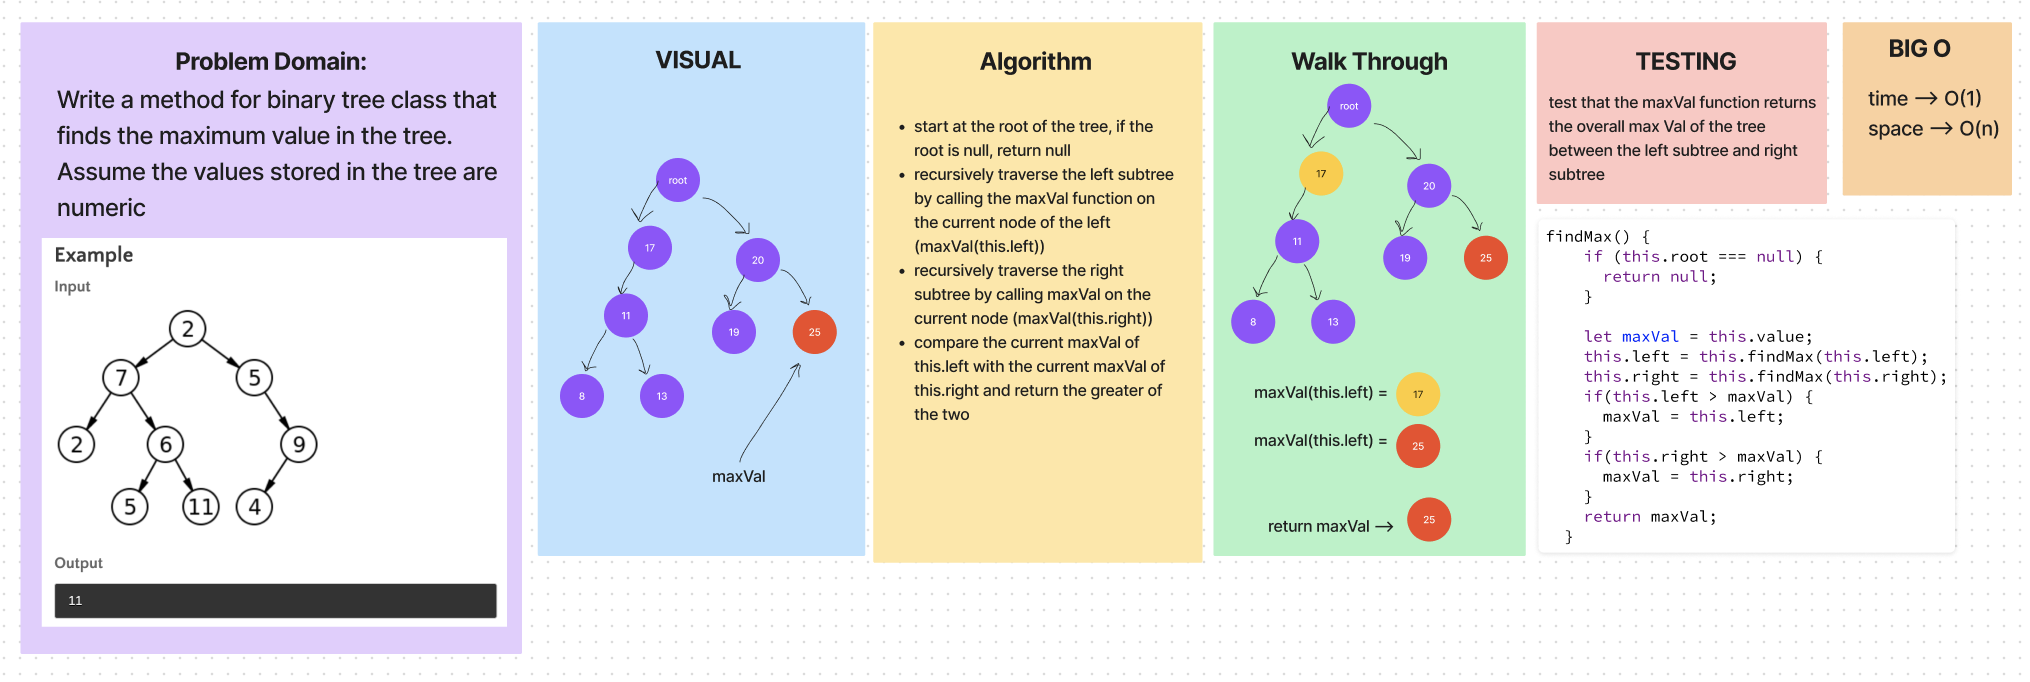 Problem Domain:
Write a method for binary tree class that
finds the maximum value in the tree.
Assume the values stored in the tree are
numeric
Example
Input
2
7
5
2
6
9
5
11
4
Output
11
VISUAL
root
17
20
11
19
25
8
13
maxVal
Algorithm
• start at the root of the tree, if the
root is null, return null
• recursively traverse the left subtree
by calling the maxVal function on
the current node of the left
(maxVal(this.left))
• recursively traverse the right
subtree by calling maxVal on the
current node (maxVal(this.right))
• compare the current maxVal of
this.left with the current maxVal of
this.right and return the greater of
the two
Walk Through
root
17
20
11
19
25
8
13
maxVal(this.left) = 17
maxVal(this.left) = 25
return maxVal → 25
TESTING
test that the maxVal function returns
the overall max Val of the tree
between the left subtree and right
subtree
BIG O
time → O(1)
space → O(n)
findMax() {
if (this.root === null) {
return null;
}
let maxVal = this.value;
this.left = this.findMax(this.left);
this.right = this.findMax(this.right);
if(this.left > maxVal) {
maxVal = this.left;
}
if(this.right > maxVal) {
maxVal = this.right;
}
return maxVal;
}